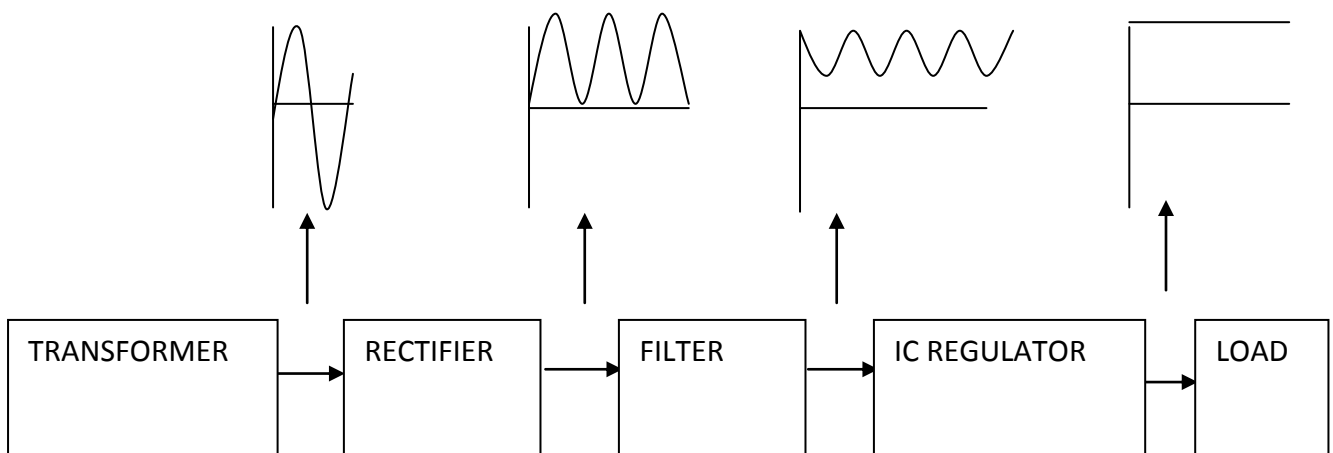 TRANSFORMER
RECTIFIER
FILTER
IC REGULATOR
LOAD